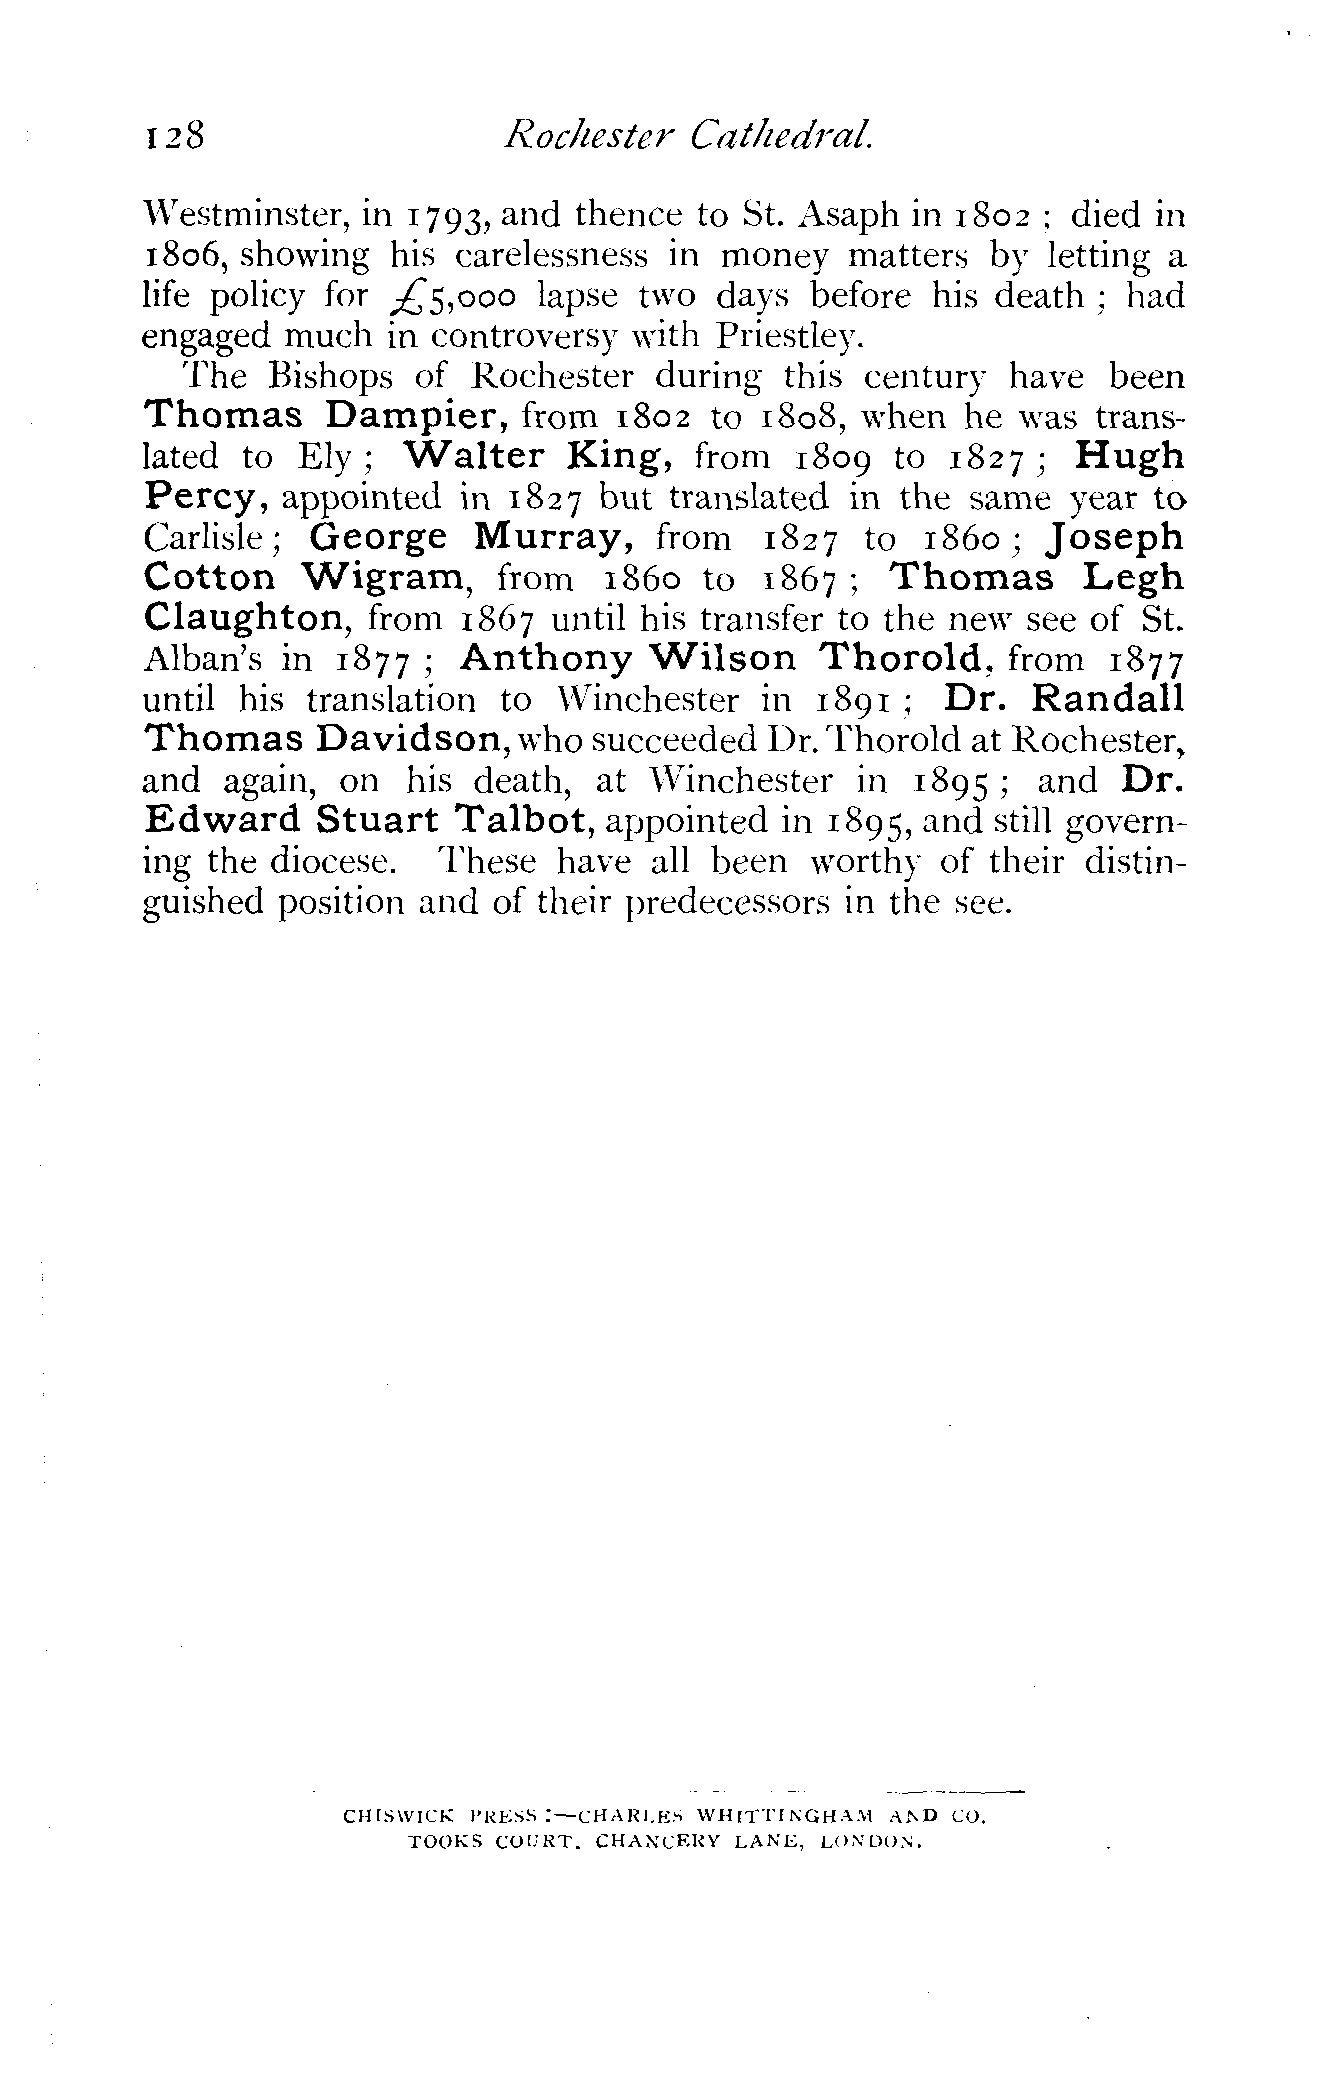 128 Rochester Cathedral.
Westminster, in 1793, and thence to St. Asaph in 1802 ; died in
1806, showing his carelessness in money matters by letting a
life policy for £5,000 lapse two days before his death ; had
engaged much in controversy with Priestley.
The Bishops of Rochester during this century have been
Thomas Dampier, from 1802 to 1808, when he was trans-
lated to Ely ; Walter King, from 1809 to 1827 ; Hugh
Percy, appointed in 1827 but translated in the same year to
Carlisle ; George Murray, from 1827 to 1860 ; Joseph
Cotton Wigram, from 1860 to 1867 ; Thomas Legh
Claughton, from 1867 until his transfer to the new see of St.
Alban's in 1877 ; Anthony Wilson Thorold, from 1877
until his translation to Winchester in 1891 ; Dr. Randall
Thomas Davidson, who succeeded Dr. Thorold at Rochester,
and again, on his death, at Winchester in 1895 ; and Dr.
Edward Stuart Talbot, appointed in 1895, and still govern-
ing the diocese. These have all been worthy of their distin-
guished position and of their predecessors in the see.
CHISWICK PRESS :—CHARLES WHITTINGHAM AND CO.
TOOKS COURT. CHANCERY LANE, LONDON.